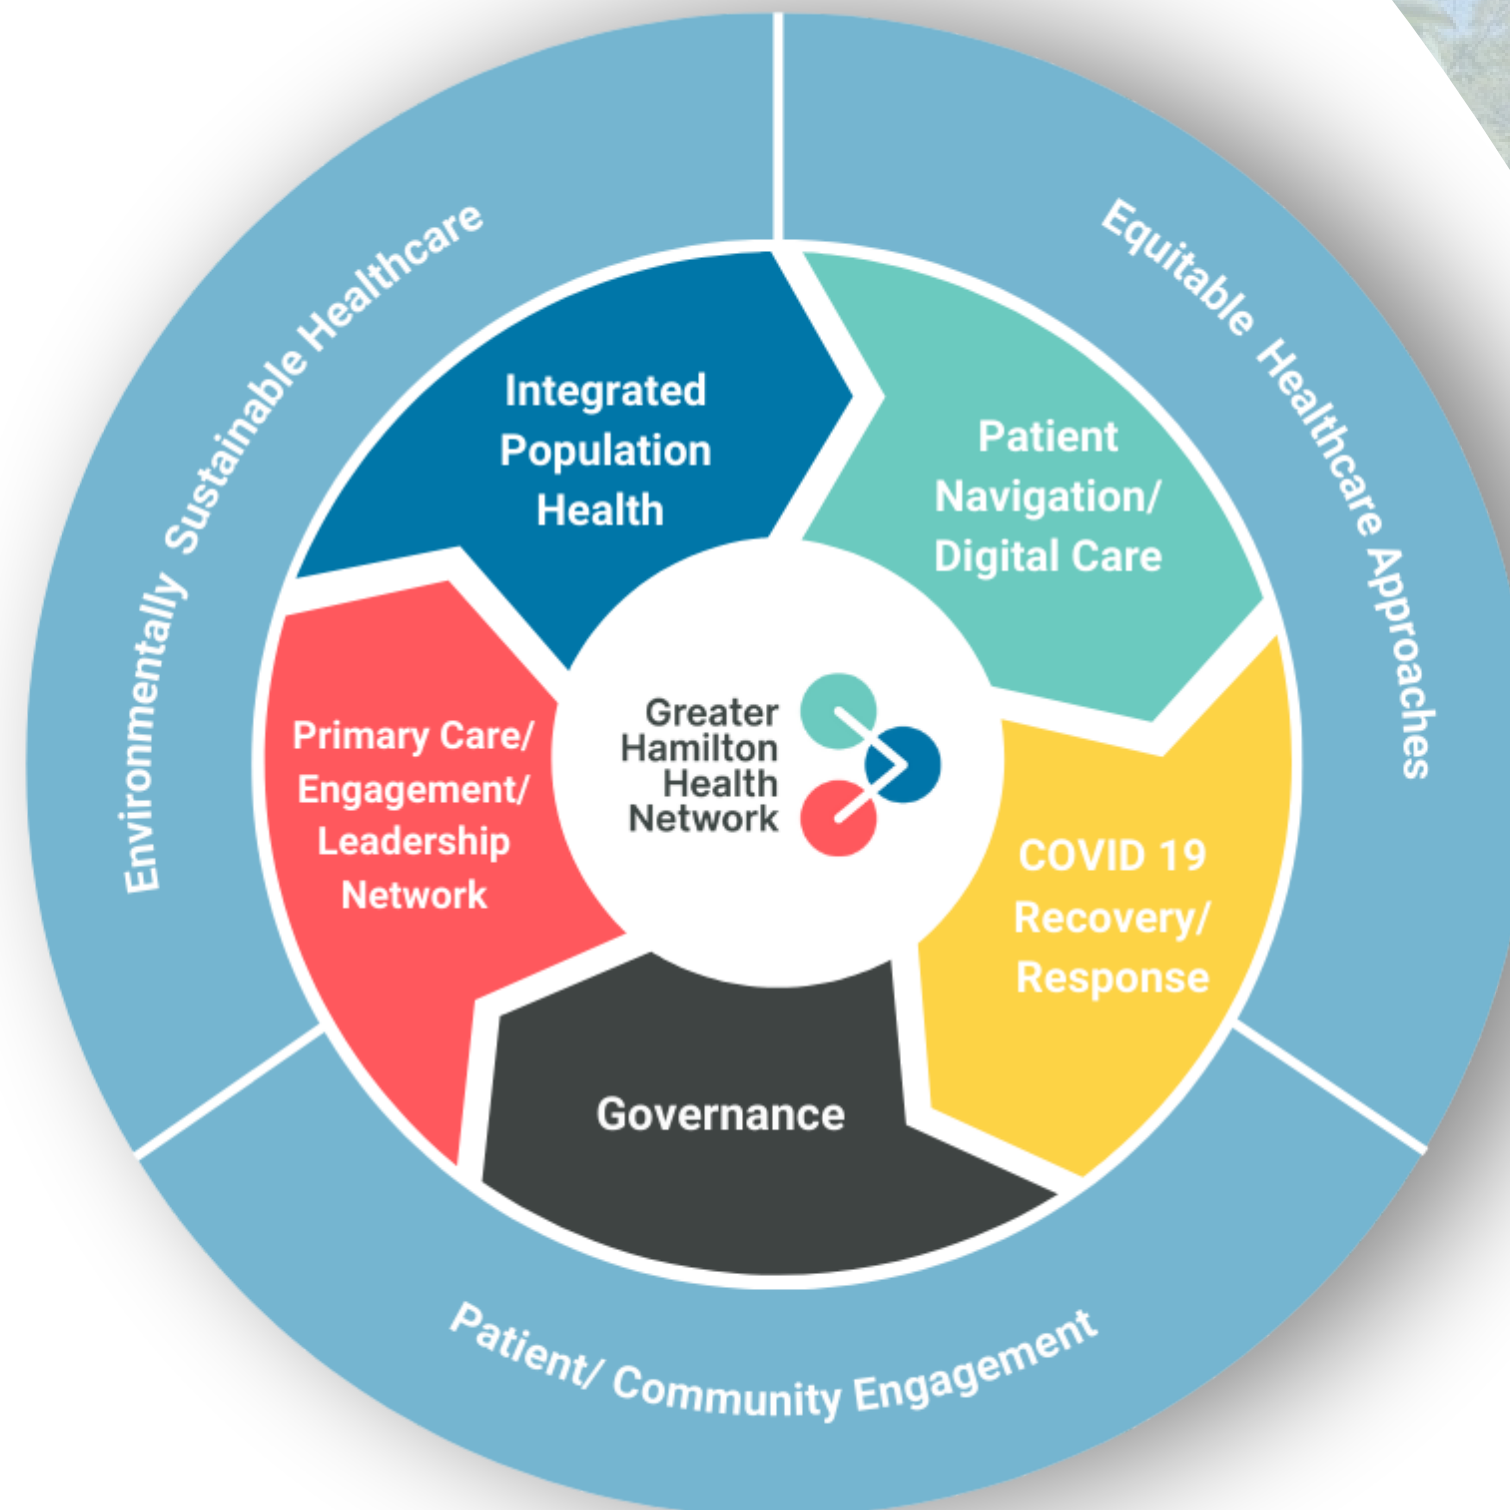 Environmentally Sustainable Healthcare
Equitable Healthcare Approaches
Integrated
Population
Health
Patient
Navigation/
Digital Care
Primary Care/
Engagement/
Leadership
Network
Greater
Hamilton
Health
Network
COVID 19
Recovery/
Response
Governance
Patient/ Community Engagement